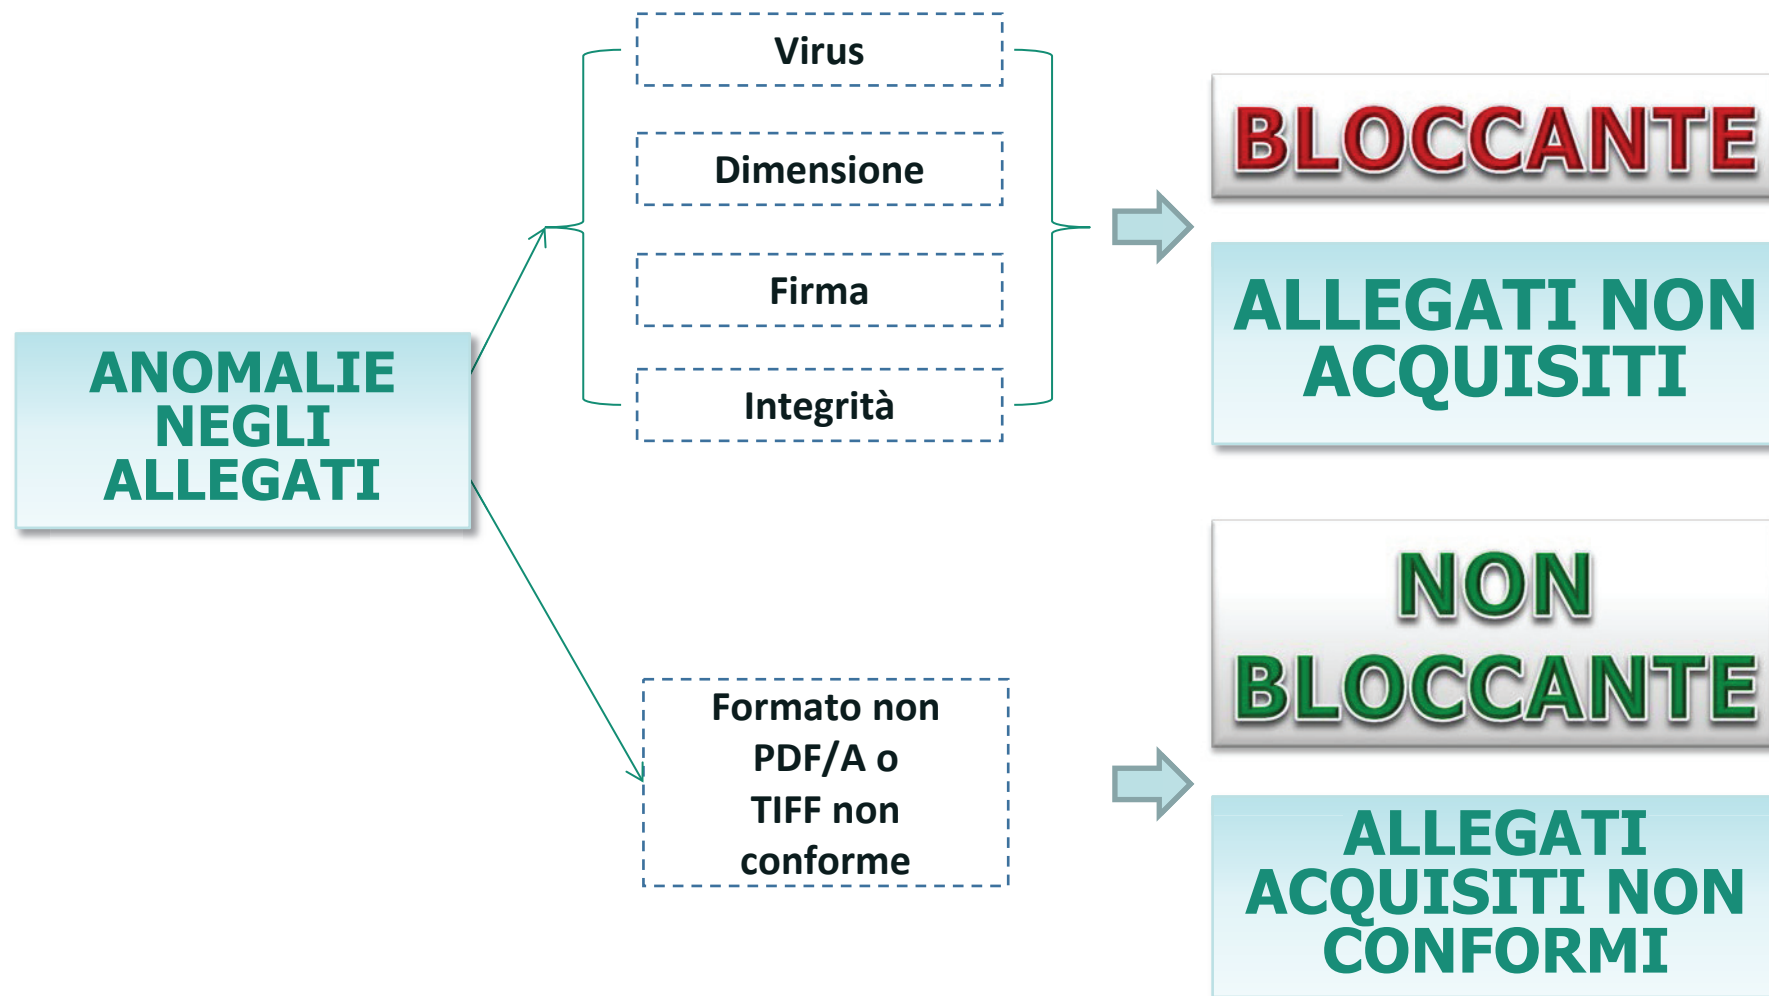 ANOMALIE
NEGLI
ALLEGATI
Virus
Dimensione
Firma
Integrità
BLOCCANTE
ALLEGATI NON
ACQUISITI
Formato non
PDF/A o
TIFF non
conforme
NON
BLOCCANTE
ALLEGATI
ACQUISITI NON
CONFORMI